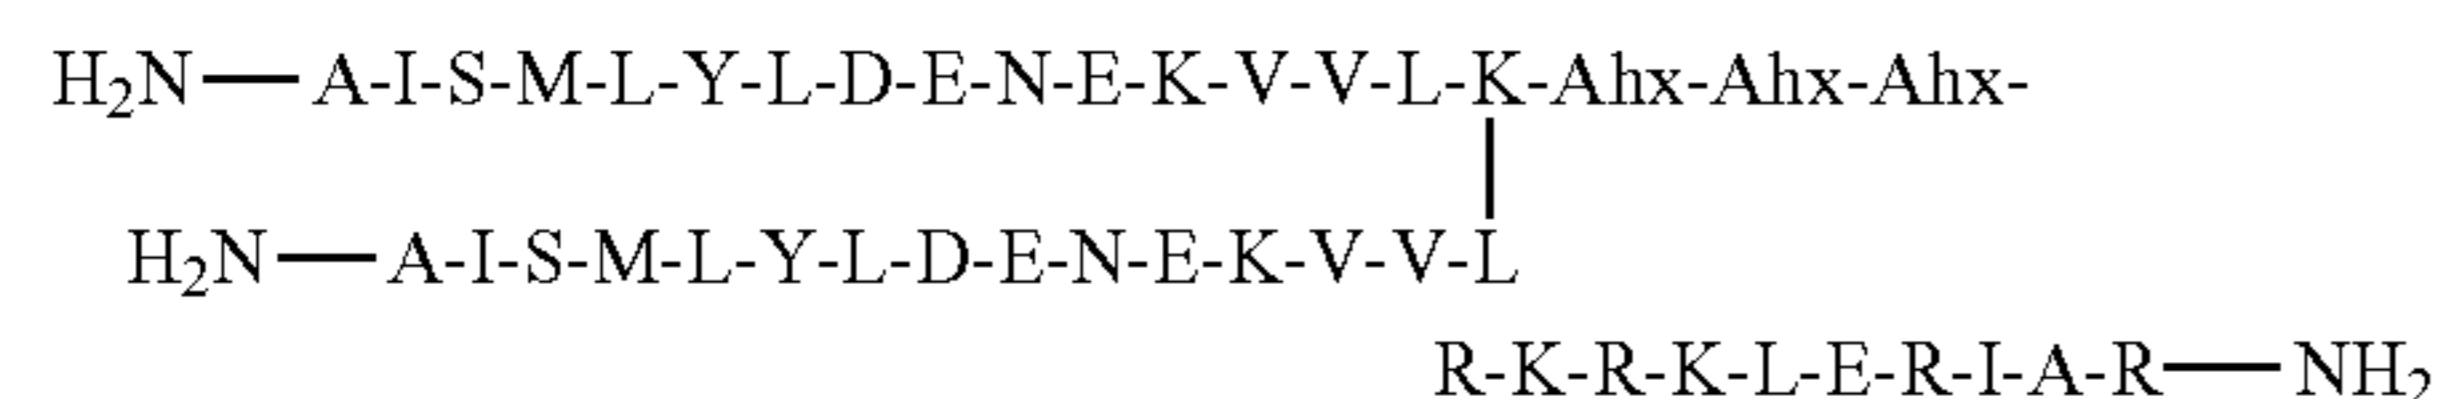 H₂N—A-I-S-M-L-Y-L-D-E-N-E-K-V-V-L-K-Ahx-Ahx-Ahx-
H₂N—A-I-S-M-L-Y-L-D-E-N-E-K-V-V-L
R-K-R-K-L-E-R-I-A-R—NH₂